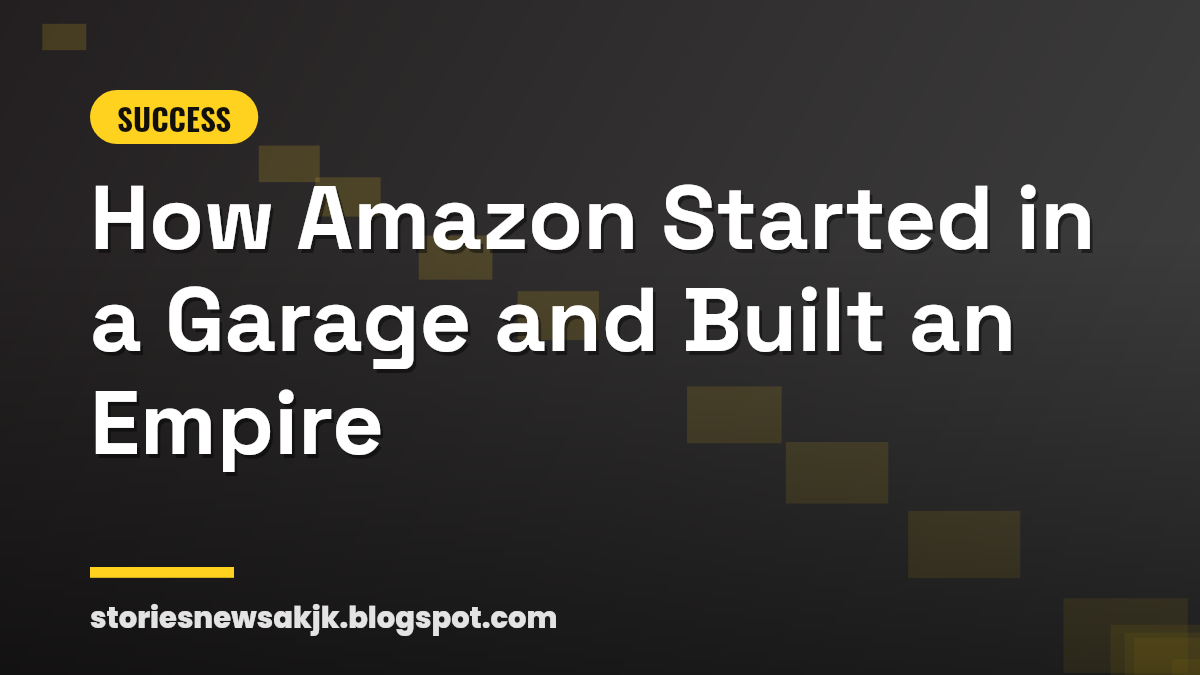 SUCCESS
How Amazon Started in
a Garage and Built an
Empire
storiesnewsakjk.blogspot.com